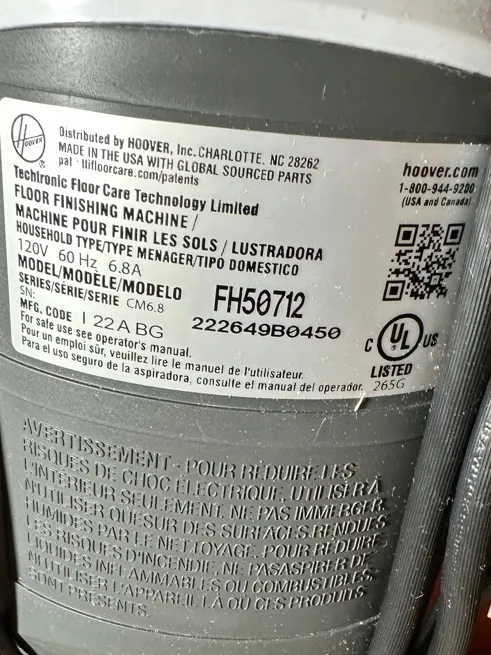 HOOVER
®
Distributed by HOOVER, Inc. CHARLOTTE, NC 28262
MADE IN THE USA WITH GLOBAL SOURCED PARTS
pat : ttifloorcare.com/patents
Techtronic Floor Care Technology Limited
FLOOR FINISHING MACHINE /
MACHINE POUR FINIR LES SOLS / LUSTRADORA
HOUSEHOLD TYPE/TYPE MENAGER/TIPO DOMESTICO
120V 60 Hz 6.8A
MODEL/MODÈLE/MODELO FH50712
SERIES/SÉRIE/SERIE CM6.8
SN: 222649B0450
MFG. CODE I 22A BG
For safe use see operator's manual.
Pour un emploi sûr, veuillez lire le manuel de l'utilisateur.
Para el uso seguro de la aspiradora, consulte el manual del operador.
hoover.com
1-800-944-9200
(USA and Canada)
C UL US
LISTED
265G
AVERTISSEMENT - POUR RÉDUIRE LES
RISQUES DE CHOC ÉLECTRIQUE, UTILISER À
L'INTÉRIEUR SEULEMENT. NE PAS IMMERGER.
N'UTILISER QUE SUR DES SURFACES RENDUES
HUMIDES PAR LE NETTOYAGE. POUR RÉDUIRE
LES RISQUES D'INCENDIE, NE PAS ASPIRER DE
LIQUIDES INFLAMMABLES OU COMBUSTIBLES,
N'UTILISER L'APPAREIL LÀ OÙ CES PRODUITS
SONT PRÉSENTS.